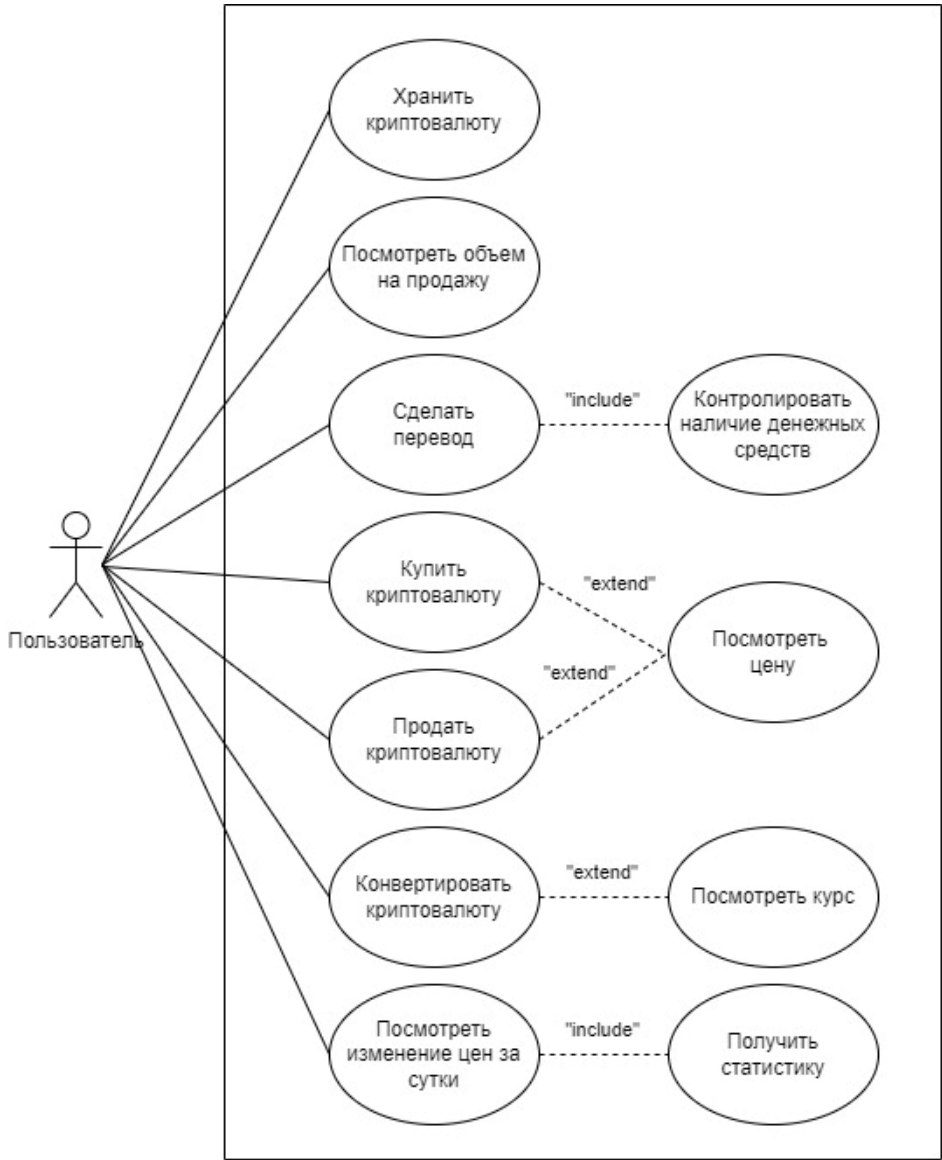 Хранить
криптовалюту
Посмотреть объем
на продажу
Сделать
перевод
"include"
Контролировать
наличие денежных
средств
Пользователь
Купить
криптовалюту
"extend"
Посмотреть
цену
"extend"
Продать
криптовалюту
Конвертировать
криптовалюту
"extend"
Посмотреть курс
Посмотреть
изменение цен за
сутки
"include"
Получить
статистику